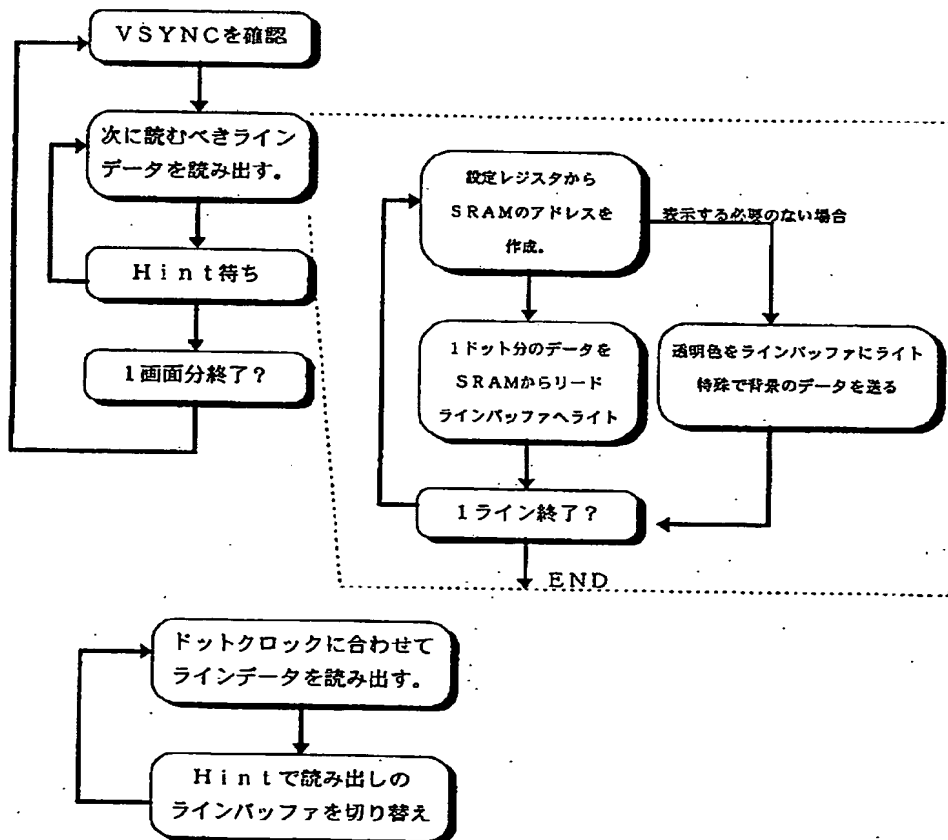 VSYNCを確認
次に読むべきライン
データを読み出す。
Hint待ち
1画面分終了?
設定レジスタから
SRAMのアドレスを
作成。
表示する必要のない場合
1ドット分のデータを
SRAMからリード
ラインバッファへライト
透明色をラインバッファにライト
特殊で背景のデータを送る
1ライン終了?
END
ドットクロックに合わせて
ラインデータを読み出す。
Hintで読み出しの
ラインバッファを切り替え